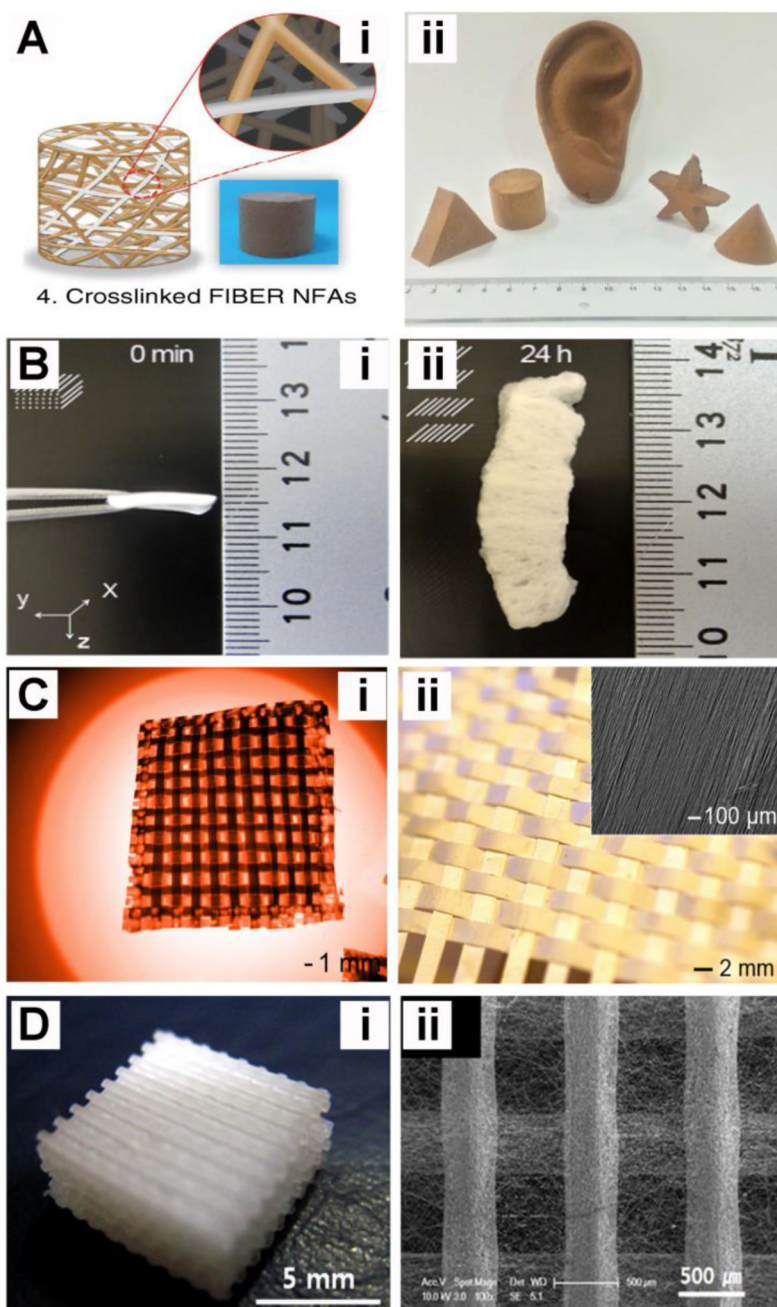 A
i
4. Crosslinked FIBER NFAs
ii
B
0 min
i
13
12
11
10
y
x
z
ii
24 h
14
13
12
11
C
i
1 mm
ii
100 µm
2 mm
D
i
5 mm
ii
Acc.V Spot Magn Det WD 500 µm
10.0 kV 3.0 100x SE 5.1
500 µm